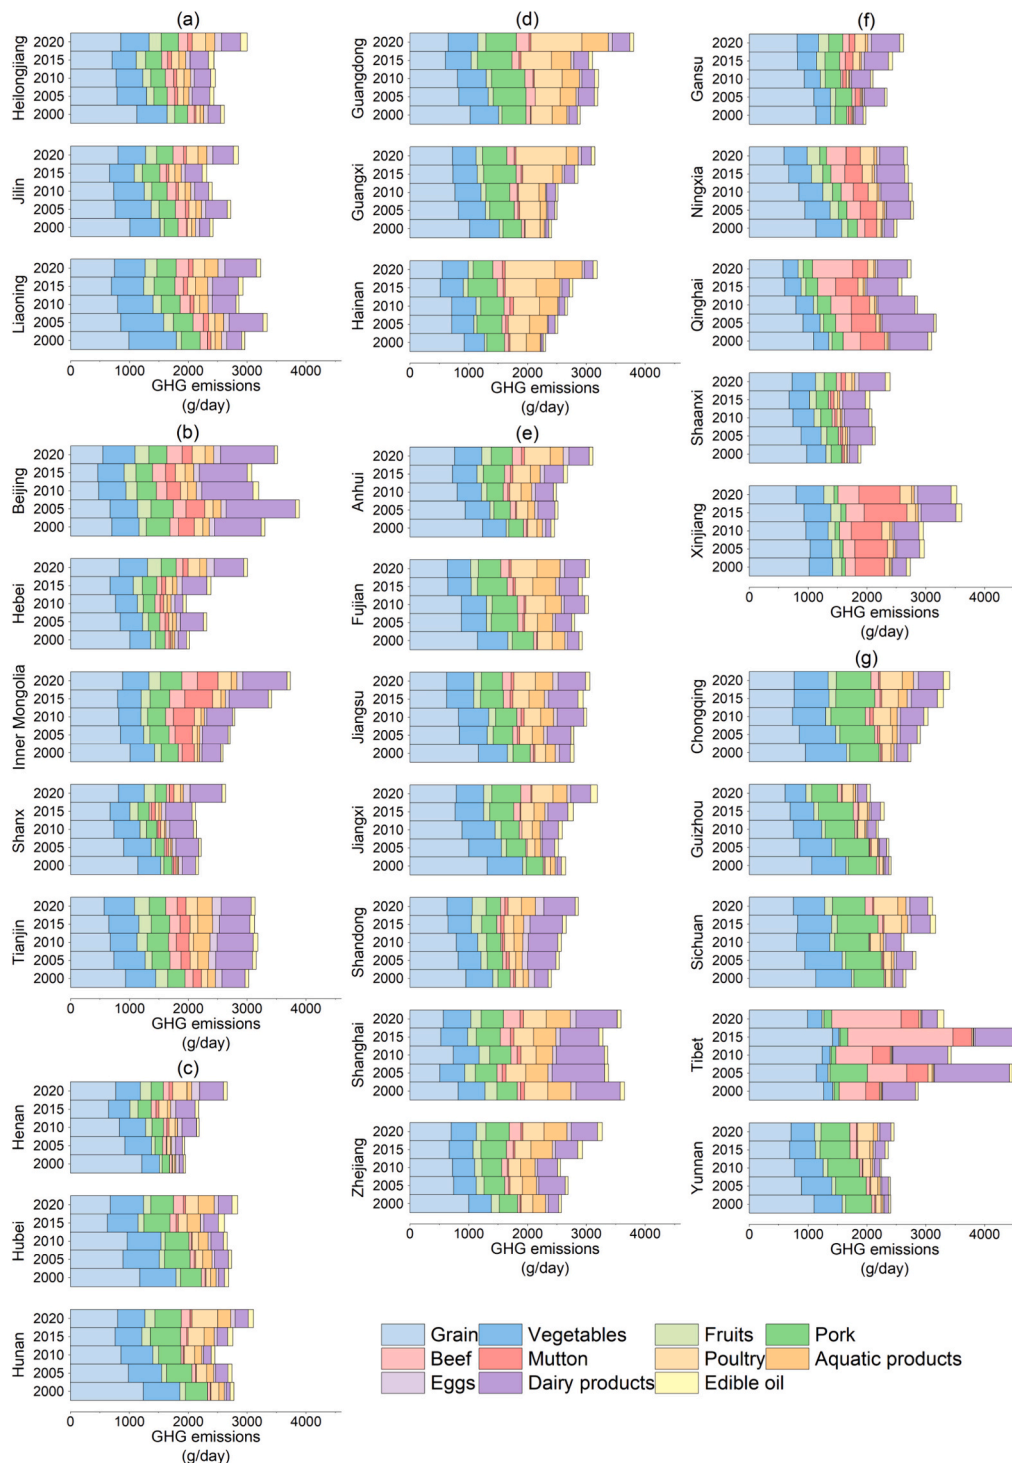 (a)
Heilongjiang
2020
2015
2010
2005
2000
Jilin
2020
2015
2010
2005
2000
Liaoning
2020
2015
2010
2005
2000
0 1000 2000 3000 4000
GHG emissions
(g/day)
(b)
Beijing
2020
2015
2010
2005
2000
Hebei
2020
2015
2010
2005
2000
Inner Mongolia
2020
2015
2010
2005
2000
Shanx
2020
2015
2010
2005
2000
Tianjin
2020
2015
2010
2005
2000
0 1000 2000 3000 4000
GHG emissions
(g/day)
(c)
Henan
2020
2015
2010
2005
2000
Hubei
2020
2015
2010
2005
2000
Hunan
2020
2015
2010
2005
2000
0 1000 2000 3000 4000
GHG emissions
(g/day)
(d)
Guangdong
2020
2015
2010
2005
2000
Guangxi
2020
2015
2010
2005
2000
Hainan
2020
2015
2010
2005
2000
0 1000 2000 3000 4000
GHG emissions
(g/day)
(e)
Anhui
2020
2015
2010
2005
2000
Fujian
2020
2015
2010
2005
2000
Jiangsu
2020
2015
2010
2005
2000
Jiangxi
2020
2015
2010
2005
2000
Shandong
2020
2015
2010
2005
2000
Shanghai
2020
2015
2010
2005
2000
Zhejiang
2020
2015
2010
2005
2000
0 1000 2000 3000 4000
GHG emissions
(g/day)
(f)
Gansu
2020
2015
2010
2005
2000
Ningxia
2020
2015
2010
2005
2000
Qinghai
2020
2015
2010
2005
2000
Shaanxi
2020
2015
2010
2005
2000
Xinjiang
2020
2015
2010
2005
2000
0 1000 2000 3000 4000
GHG emissions
(g/day)
(g)
Chongqing
2020
2015
2010
2005
2000
Guizhou
2020
2015
2010
2005
2000
Sichuan
2020
2015
2010
2005
2000
Tibet
2020
2015
2010
2005
2000
Yunnan
2020
2015
2010
2005
2000
0 1000 2000 3000 4000
GHG emissions
(g/day)
Grain Vegetables Fruits Pork
Beef Mutton Poultry Aquatic products
Eggs Dairy products Edible oil